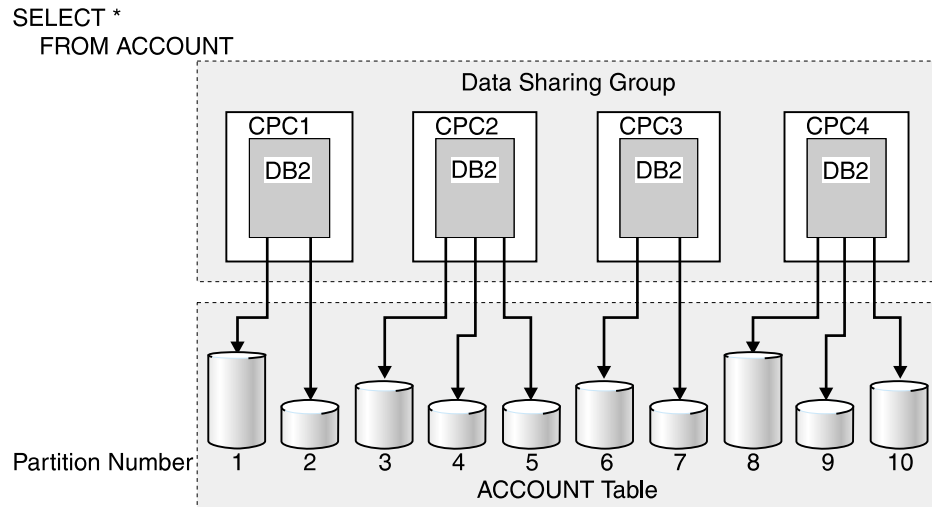 SELECT *
FROM ACCOUNT
Data Sharing Group
CPC1 CPC2 CPC3 CPC4
DB2 DB2 DB2 DB2
Partition Number 1 2 3 4 5 6 7 8 9 10
ACCOUNT Table